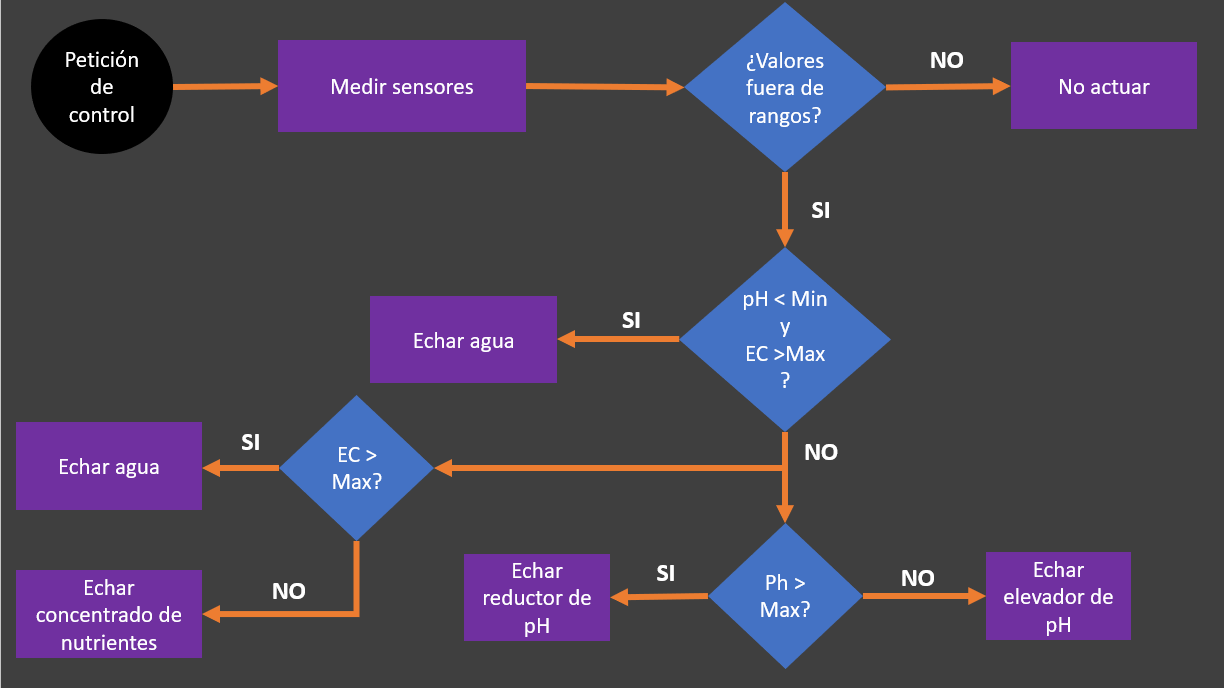 Petición
de
control
Medir sensores
¿Valores
fuera de
rangos?
NO
No actuar
SI
pH < Min
y
EC >Max
?
SI
Echar agua
NO
EC >
Max?
SI
Echar agua
NO
Echar
concentrado de
nutrientes
Ph >
Max?
SI
Echar
reductor de
pH
NO
Echar
elevador de
pH